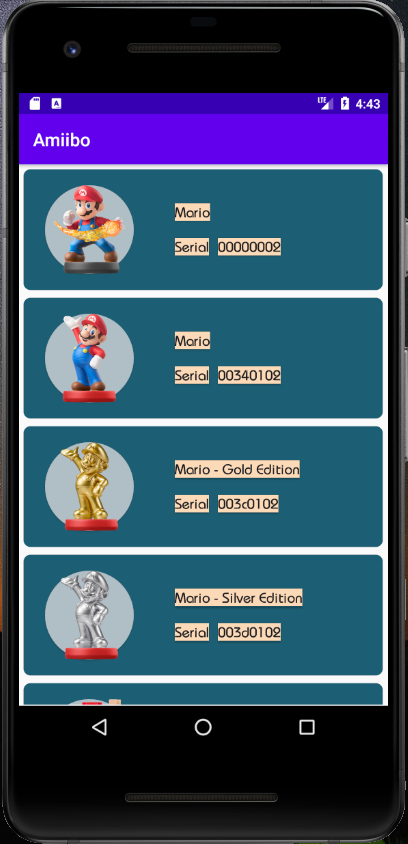 LTE 4:43
Amiibo
Mario
Serial 00000002
Mario
Serial 00340102
Mario - Gold Edition
Serial 003c0102
Mario - Silver Edition
Serial 003d0102